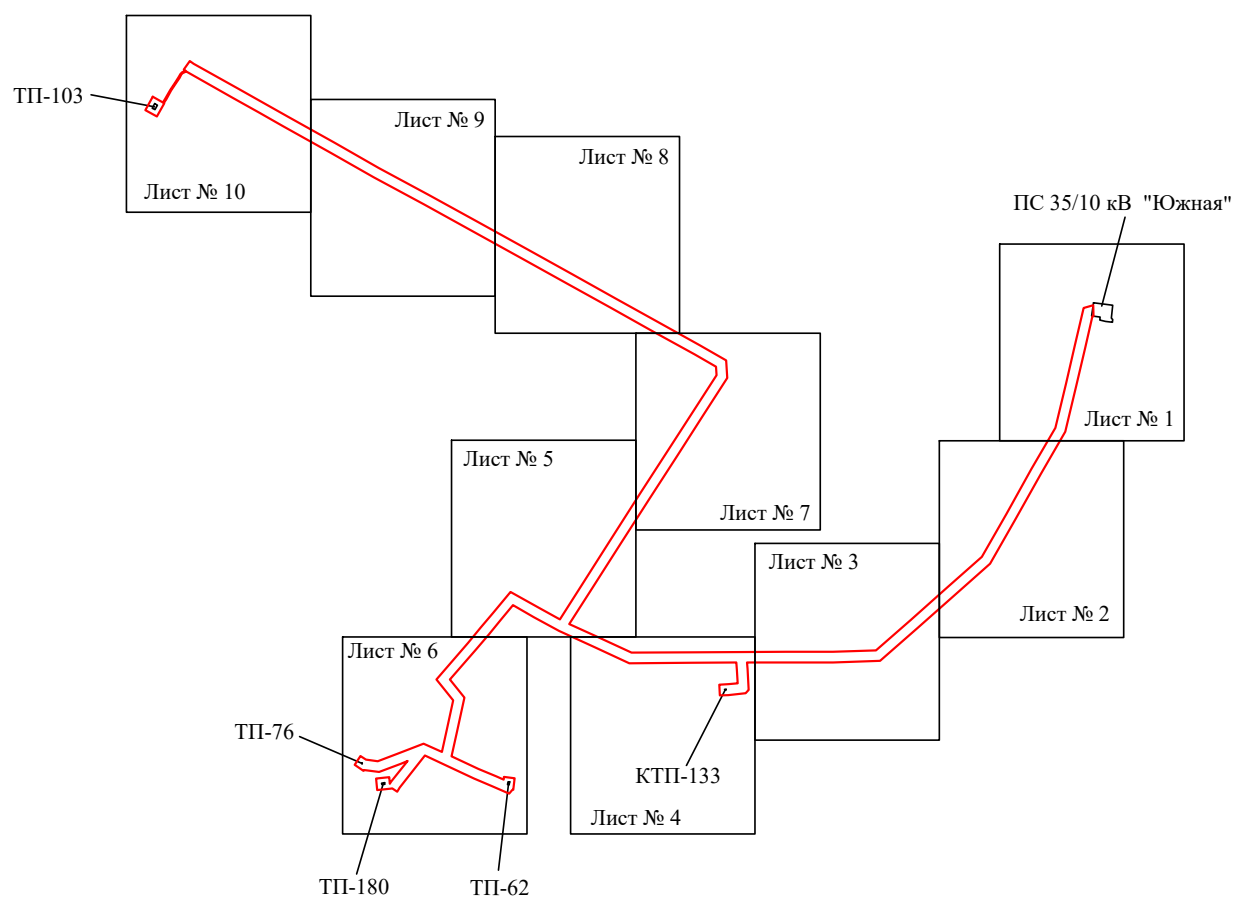 ТП-103
Лист № 9
Лист № 8
Лист № 10
ПС 35/10 кВ "Южная"
Лист № 1
Лист № 5
Лист № 7
Лист № 3
Лист № 2
Лист № 6
ТП-76
КТП-133
Лист № 4
ТП-180
ТП-62